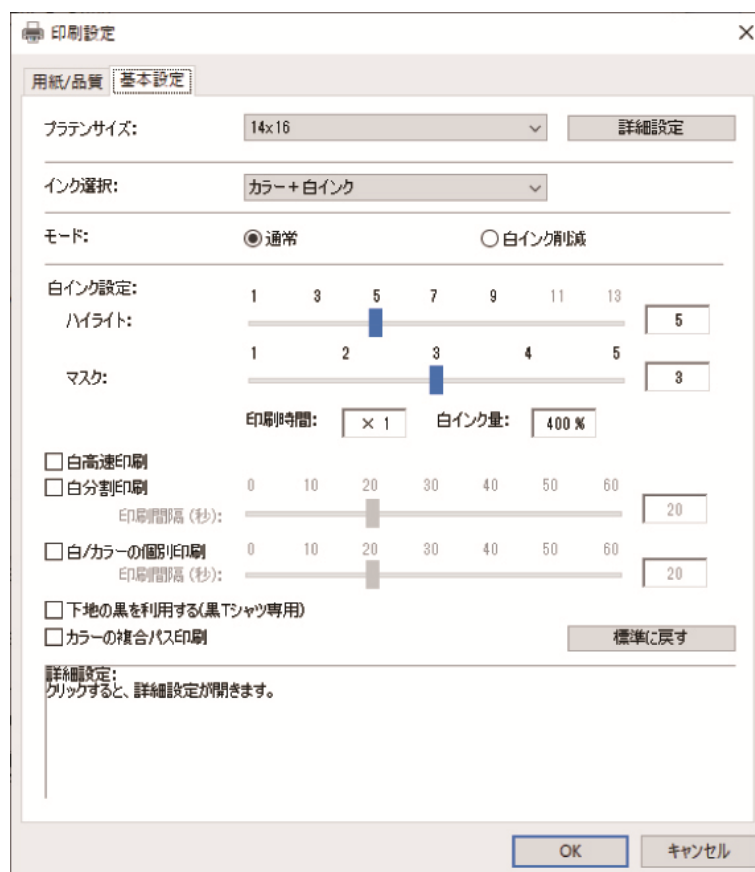 印刷設定
用紙/品質 基本設定
プラテンサイズ: 14x16 詳細設定
インク選択: カラー+白インク
モード: 通常 白インク削減
白インク設定: 1 3 5 7 9 11 13
ハイライト: 5
1 2 3 4 5
マスク: 3
印刷時間: × 1 白インク量: 400 %
白高速印刷
白分割印刷 0 10 20 30 40 50 60
印刷間隔 (秒): 20
白/カラーの個別印刷 0 10 20 30 40 50 60
印刷間隔 (秒): 20
下地の黒を利用する(黒Tシャツ専用)
カラーの複合パス印刷 標準に戻す
詳細設定:
クリックすると、詳細設定が開きます。
OK キャンセル